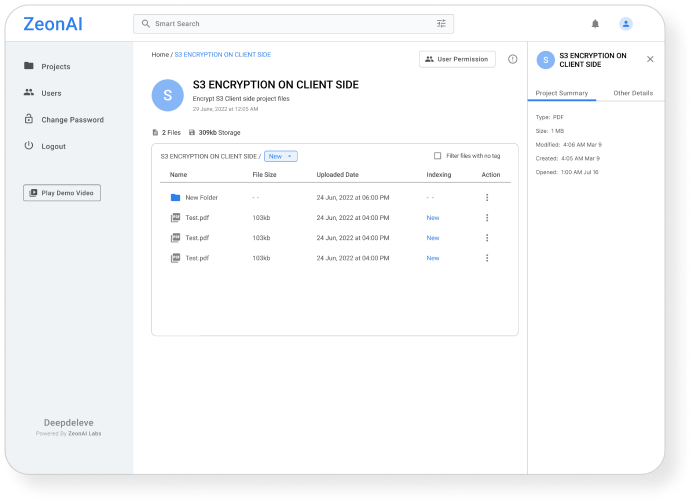 ZeonAI
Smart Search
Projects
Users
Change Password
Logout
Play Demo Video
Deepdeleve
Powered By ZeonAI Labs
Home / S3 ENCRYPTION ON CLIENT SIDE
User Permission
S
S3 ENCRYPTION ON CLIENT SIDE
Encrypt S3 Client side project files
29 June, 2022 at 12:05 AM
2 Files 309kb Storage
S3 ENCRYPTION ON CLIENT SIDE / New
Filter files with no tag
Name File Size Uploaded Date Indexing Action
New Folder - - 24 Jun, 2022 at 06:00 PM - -
Test.pdf 103kb 24 Jun, 2022 at 04:00 PM New
Test.pdf 103kb 24 Jun, 2022 at 04:00 PM New
Test.pdf 103kb 24 Jun, 2022 at 04:00 PM New
S
S3 ENCRYPTION ON
CLIENT SIDE
Project Summary Other Details
Type: PDF
Size: 1 MB
Modified: 4:06 AM Mar 9
Created: 4:05 AM Mar 9
Opened: 1:00 AM Jul 16